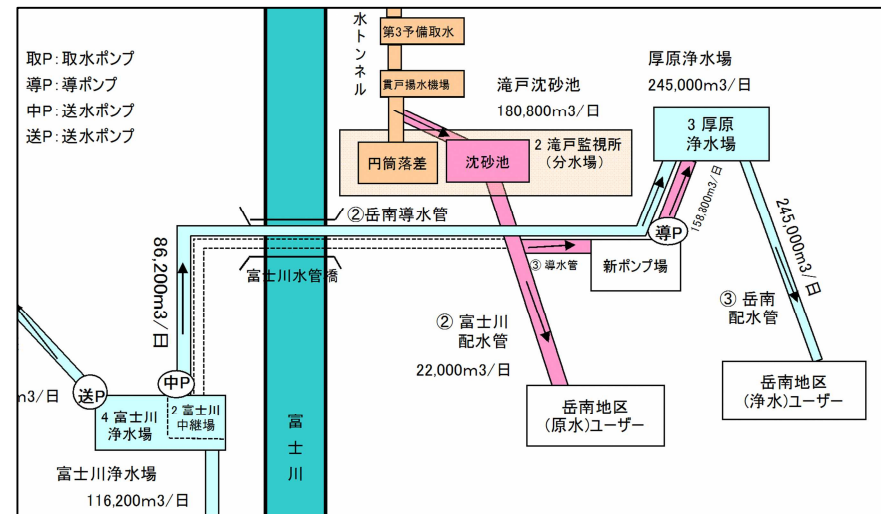 取P:取水ポンプ
導P:導ポンプ
中P:送水ポンプ
送P:送水ポンプ
水トンネル
第3予備取水
貫戸揚水機場
円筒落差
沈砂池
2 滝戸監視所
(分水場)
滝戸沈砂池
180,800m3/日
厚原浄水場
245,000m3/日
3 厚原
浄水場
②岳南導水管
富士川水管橋
86,200m3/日
③ 導水管
新ポンプ場
導P
158,800m3/日
245,000m3/日
③ 岳南
配水管
② 富士川
配水管
22,000m3/日
岳南地区
(原水)ユーザー
岳南地区
(浄水)ユーザー
富士川
中P
送P
m3/日
4 富士川
浄水場
2 富士川
中継場
富士川浄水場
116,200m3/日